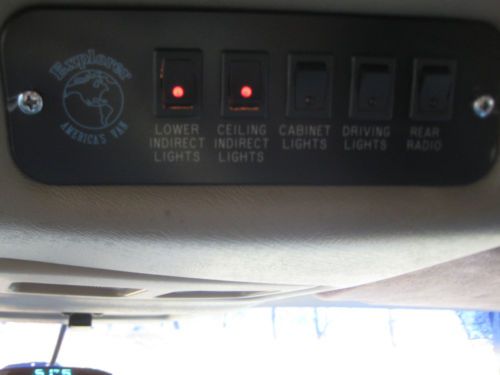 Explorer
AMERICA'S VAN
LOWER
INDIRECT
LIGHTS
CEILING
INDIRECT
LIGHTS
CABINET
LIGHTS
DRIVING
LIGHTS
REAR
RADIO